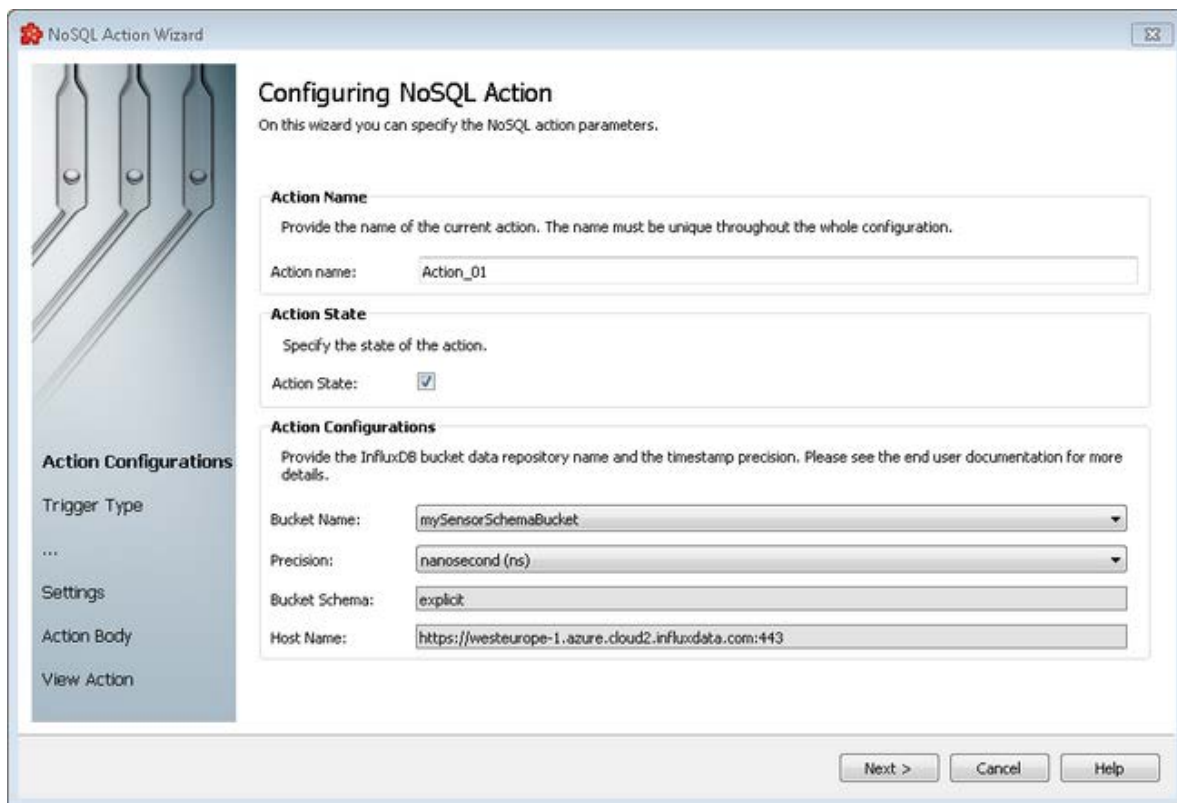 NoSQL Action Wizard
Configuring NoSQL Action
On this wizard you can specify the NoSQL action parameters.
Action Name
Provide the name of the current action. The name must be unique throughout the whole configuration.
Action name: Action_01
Action State
Specify the state of the action.
Action State:
Action Configurations
Provide the InfluxDB bucket data repository name and the timestamp precision. Please see the end user documentation for more
details.
Bucket Name: mySensorSchemaBucket
Precision: nanosecond (ns)
Bucket Schema: explicit
Host Name: https://westeurope-1.azure.cloud2.influxdata.com:443
Action Configurations
Trigger Type
...
Settings
Action Body
View Action
Next > Cancel Help